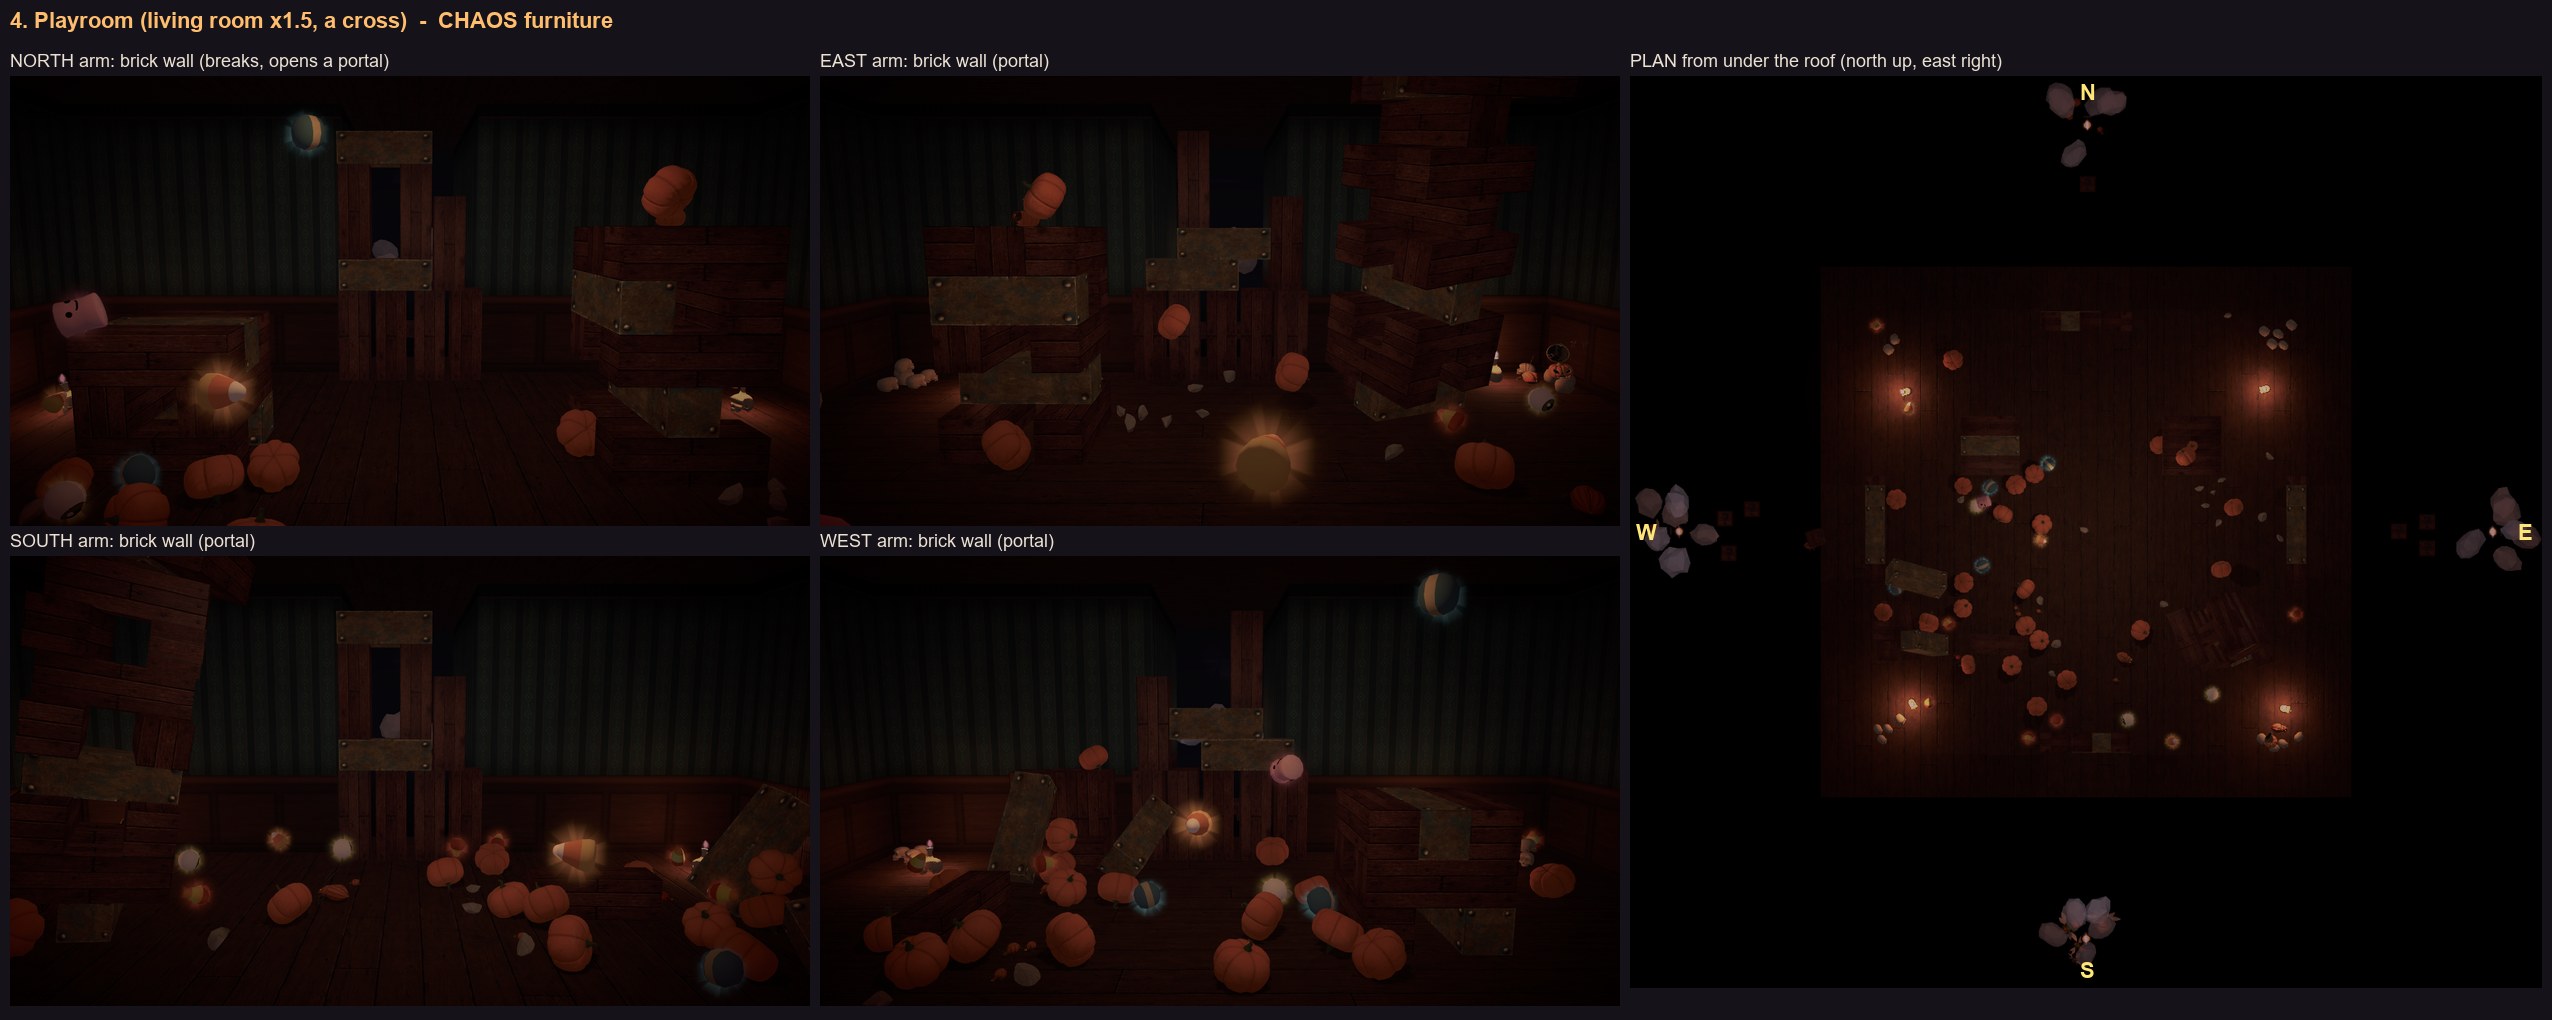 4. Playroom (living room x1.5, a cross)  -  CHAOS furniture
NORTH arm: brick wall (breaks, opens a portal)
EAST arm: brick wall (portal)
PLAN from under the roof (north up, east right)
N
W
E
SOUTH arm: brick wall (portal)
WEST arm: brick wall (portal)
S